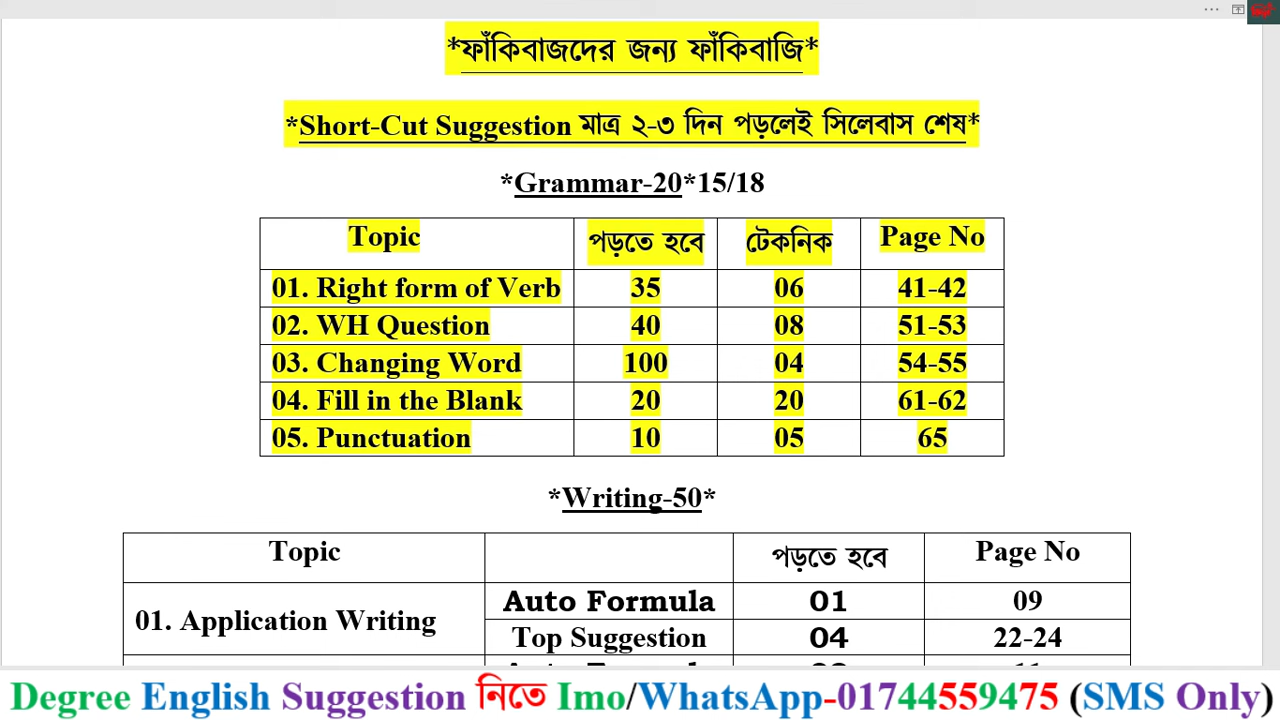 *ফাঁকিবাজদের জন্য ফাঁকিবাজি*
*Short-Cut Suggestion মাত্র ২-৩ দিন পড়লেই সিলেবাস শেষ*
*Grammar-20*15/18
Topic পড়তে হবে টেকনিক Page No
01. Right form of Verb 35 06 41-42
02. WH Question 40 08 51-53
03. Changing Word 100 04 54-55
04. Fill in the Blank 20 20 61-62
05. Punctuation 10 05 65
*Writing-50*
Topic পড়তে হবে Page No
01. Application Writing
Auto Formula 01 09
Top Suggestion 04 22-24
Degree English Suggestion নিতে Imo/WhatsApp-01744559475 (SMS Only)